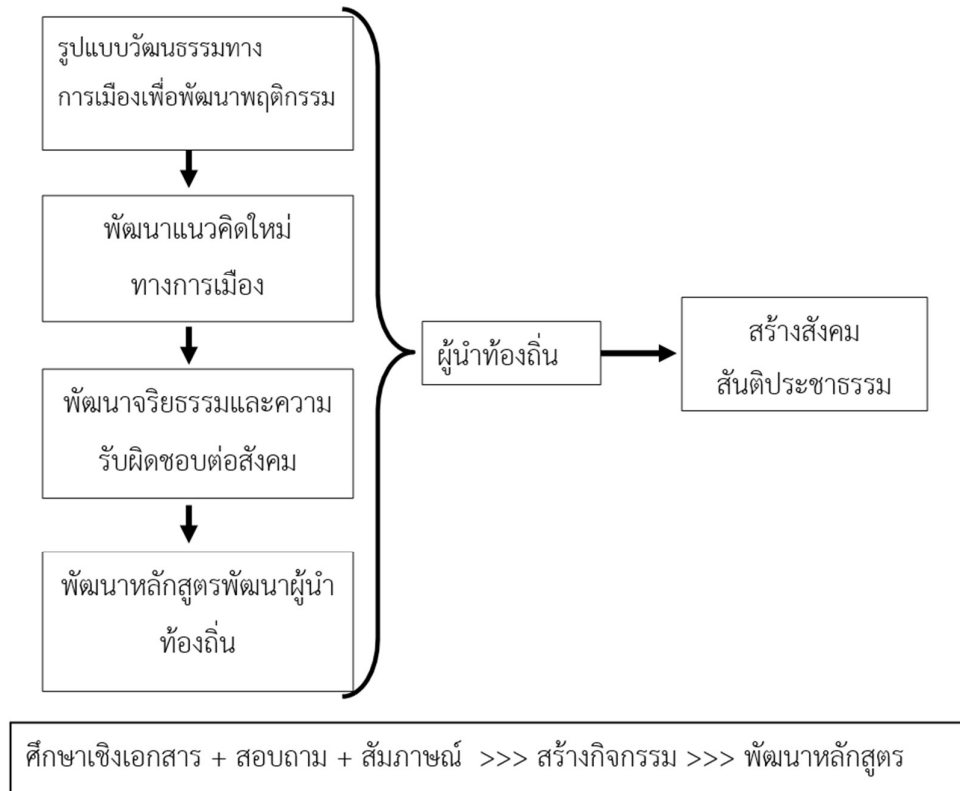 รูปแบบวัฒนธรรมทาง
การเมืองเพื่อพัฒนาพฤติกรรม
พัฒนาแนวคิดใหม่
ทางการเมือง
พัฒนาจริยธรรมและความ
รับผิดชอบต่อสังคม
พัฒนาหลักสูตรพัฒนาผู้นำ
ท้องถิ่น
ผู้นำท้องถิ่น
สร้างสังคม
สันติประชาธรรม
ศึกษาเชิงเอกสาร + สอบถาม + สัมภาษณ์ >>> สร้างกิจกรรม >>> พัฒนาหลักสูตร